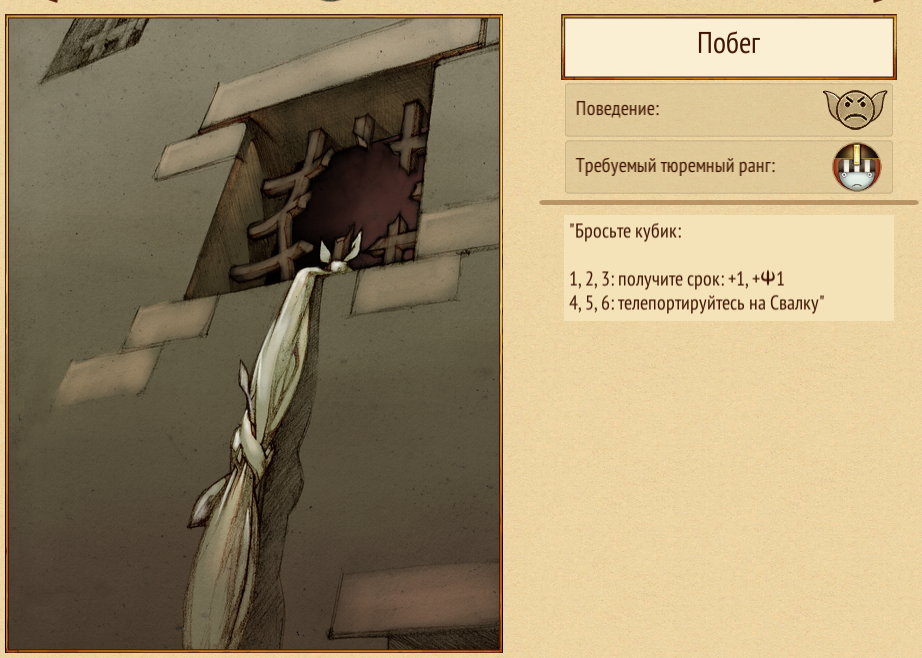 Побег
Поведение:
Требуемый тюремный ранг:
"Бросьте кубик:
1, 2, 3: получите срок: +1, +Ψ1
4, 5, 6: телепортируйтесь на Свалку"